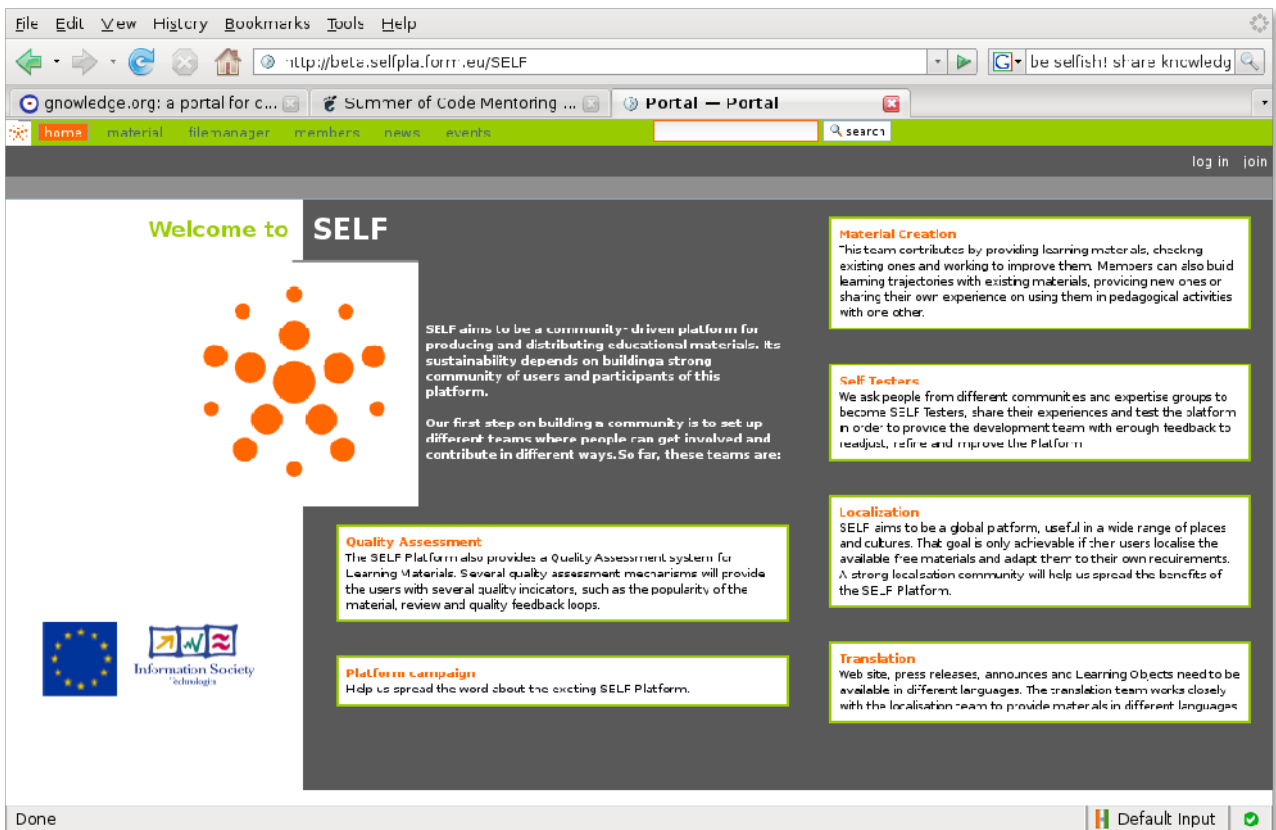 File Edit View History Bookmarks Tools Help
http://beta.selfplatform.eu/SELF
be selfish! share knowledg
gnowledge.org: a portal for c...
Summer of Code Mentoring ...
Portal — Portal
home material filemanager members news events
search
log in join
Welcome to SELF
SELF aims to be a community- driven platform for
producing and distributing educational materials. Its
sustainability depends on buildinga strong
community of users and participants of this
platform.
Our first step on building a community is to set up
different teams where people can get involved and
contribute in different ways.So far, these teams are:
Quality Assessment
The SELF Platform also provides a Quality Assessment system for
Learning Materials. Several quality assessment mechanisms will provide
the users with several quality indicators, such as the popularity of the
material, review and quality feedback loops.
Platform campaign
Help us spread the word about the exciting SELF Platform.
Material Creation
This team contributes by providing learning materials, checking
existing ones and working to improve them. Members can also build
learning trajectories with existing materials, providing new ones or
sharing their own experience on using them in pedagogical activities
with one other.
Self Testers
We ask people from different communities and expertise groups to
become SELF Testers, share their experiences and test the platform
in order to provide the development team with enough feedback to
readjust, refine and improve the Platform
Localization
SELF aims to be a global platform, useful in a wide range of places
and cultures. That goal is only achievable if their users localise the
available free materials and adapt them to their own requirements.
A strong localisation community will help us spread the benefits of
the SELF Platform.
Translation
Web site, press releases, announces and Learning Objects need to be
available in different languages. The translation team works closely
with the localisation team to provide materials in different languages
Information Society
Technologies
Done
Default Input